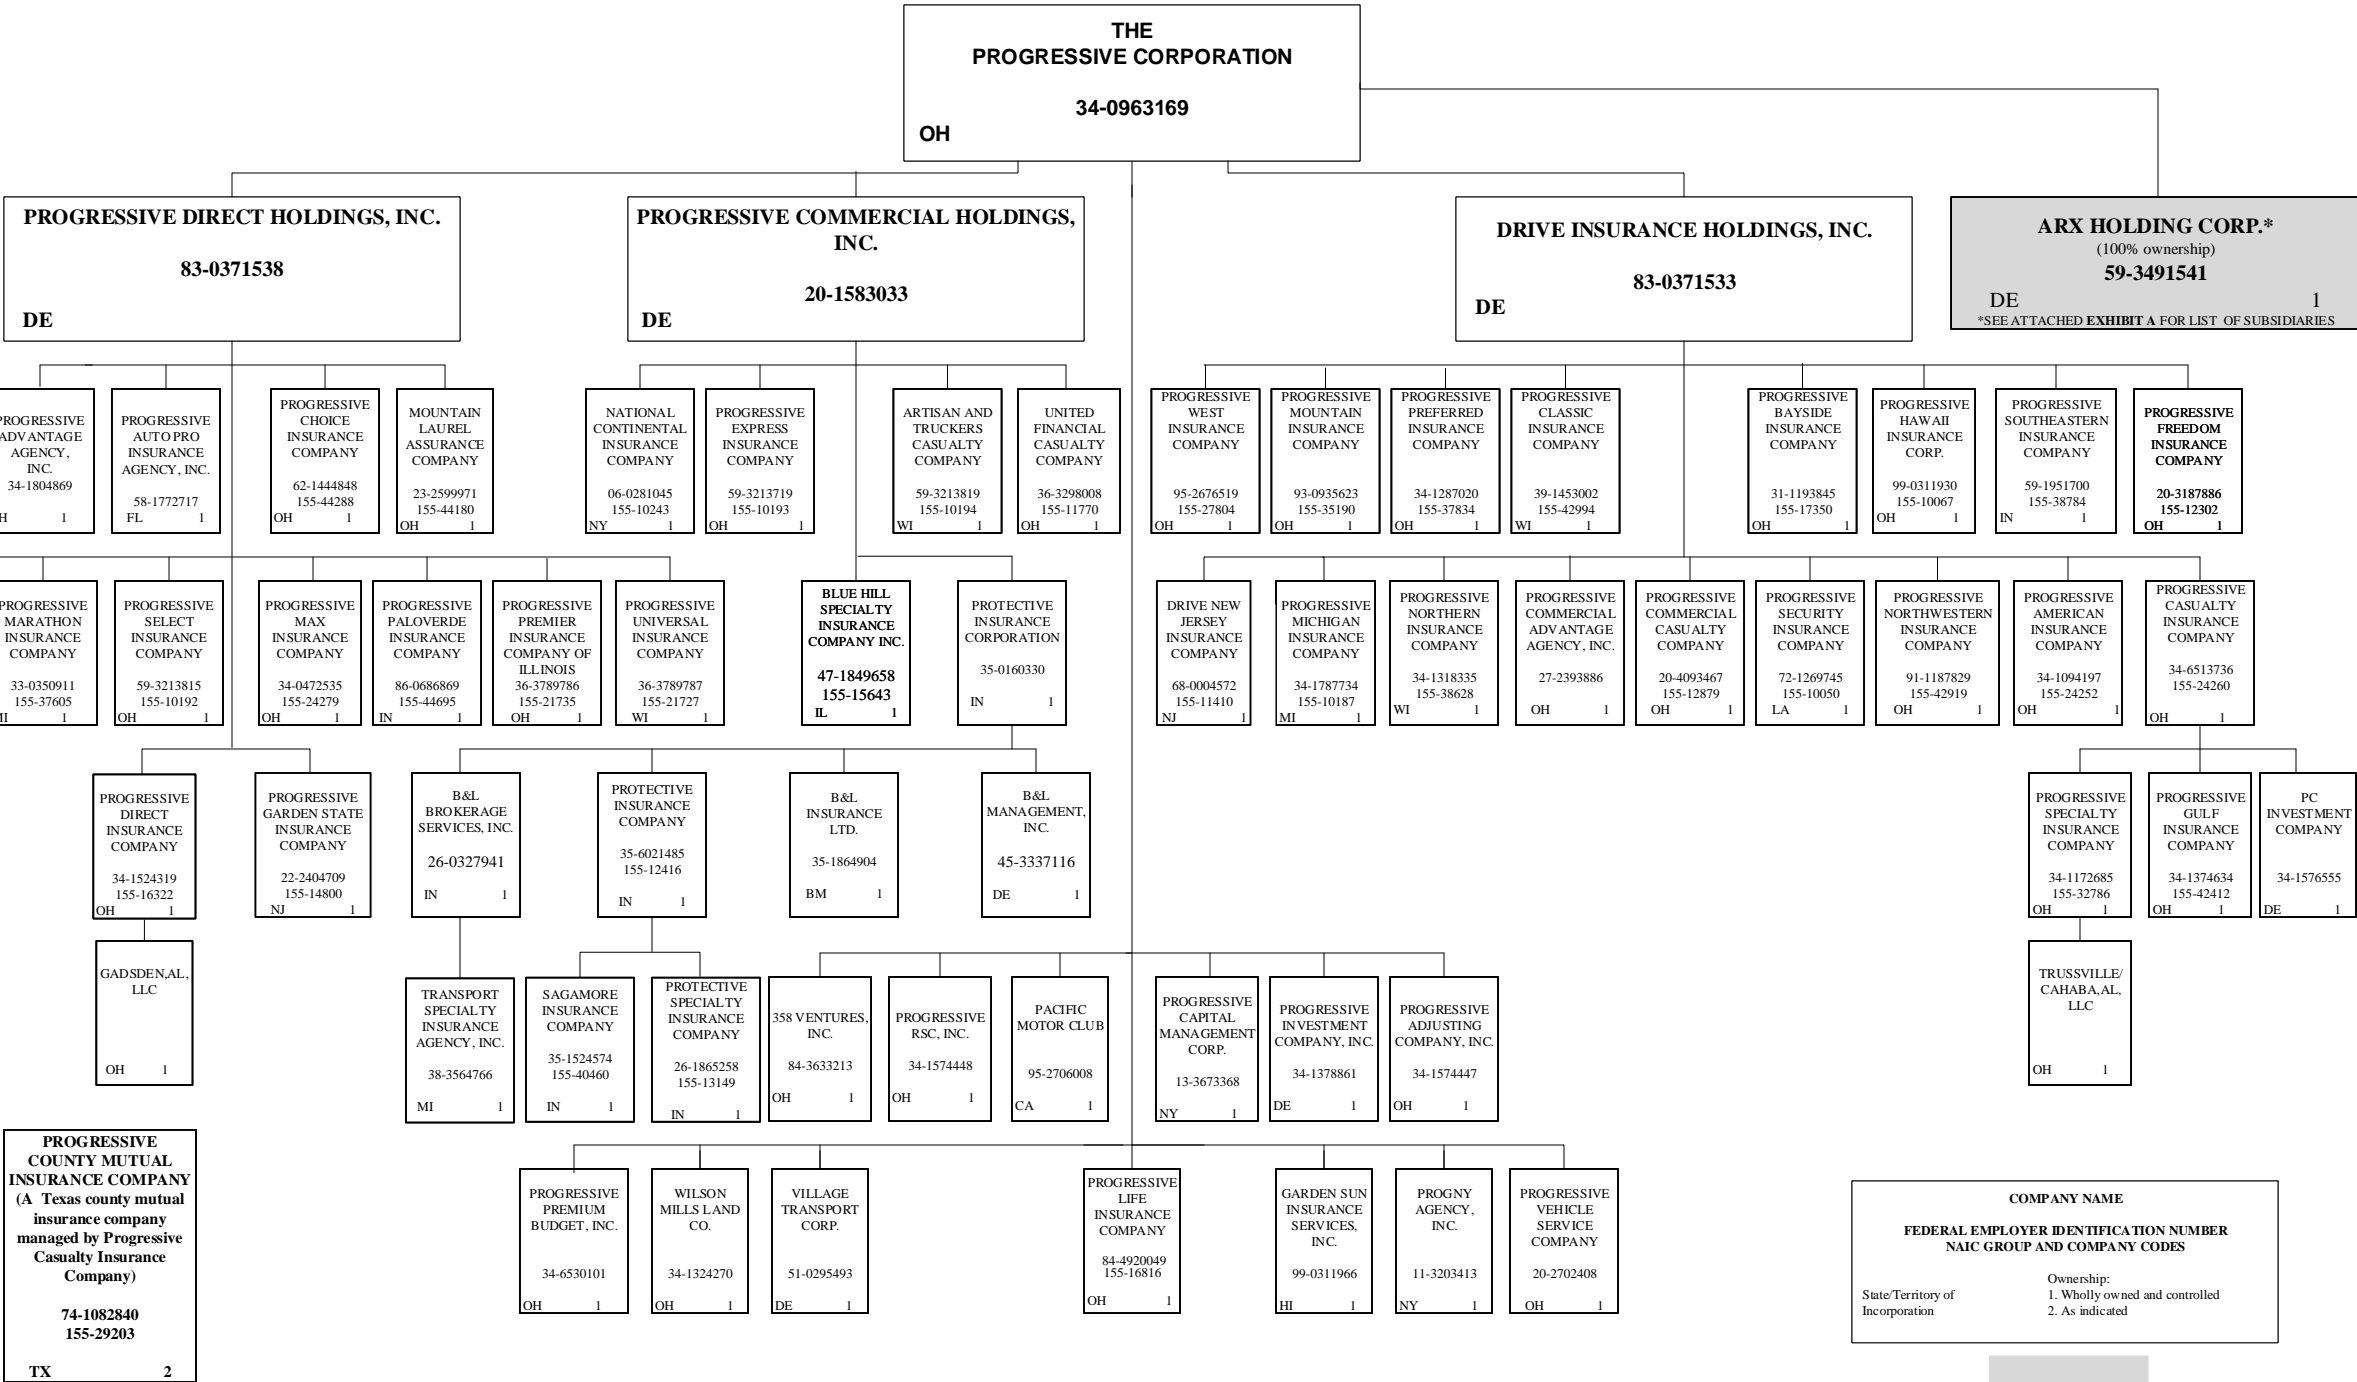 THE
PROGRESSIVE CORPORATION
34-0963169
OH
PROGRESSIVE DIRECT HOLDINGS, INC.
83-0371538
DE
PROGRESSIVE COMMERCIAL HOLDINGS,
INC.
20-1583033
DE
DRIVE INSURANCE HOLDINGS, INC.
83-0371533
DE
ARX HOLDING CORP.*
(100% ownership)
59-3491541
DE 1
*SEE ATTACHED EXHIBIT A FOR LIST OF SUBSIDIARIES
PROGRESSIVE
ADVANTAGE
AGENCY,
INC.
34-1804869
H 1
PROGRESSIVE
AUTO PRO
INSURANCE
AGENCY, INC.
58-1772717
FL 1
PROGRESSIVE
CHOICE
INSURANCE
COMPANY
62-1444848
155-44288
OH 1
MOUNTAIN
LAUREL
ASSURANCE
COMPANY
23-2599971
155-44180
OH 1
NATIONAL
CONTINENTAL
INSURANCE
COMPANY
06-0281045
155-10243
NY 1
PROGRESSIVE
EXPRESS
INSURANCE
COMPANY
59-3213719
155-10193
OH 1
ARTISAN AND
TRUCKERS
CASUALTY
COMPANY
59-3213819
155-10194
WI 1
UNITED
FINANCIAL
CASUALTY
COMPANY
36-3298008
155-11770
OH 1
PROGRESSIVE
WEST
INSURANCE
COMPANY
95-2676519
155-27804
OH 1
PROGRESSIVE
MOUNTAIN
INSURANCE
COMPANY
93-0935623
155-35190
OH 1
PROGRESSIVE
PREFERRED
INSURANCE
COMPANY
34-1287020
155-37834
OH 1
PROGRESSIVE
CLASSIC
INSURANCE
COMPANY
39-1453002
155-42994
WI 1
PROGRESSIVE
BAYSIDE
INSURANCE
COMPANY
31-1193845
155-17350
OH 1
PROGRESSIVE
HAWAII
INSURANCE
CORP.
99-0311930
155-10067
OH 1
PROGRESSIVE
SOUTHEASTERN
INSURANCE
COMPANY
59-1951700
155-38784
IN 1
PROGRESSIVE
FREEDOM
INSURANCE
COMPANY
20-3187886
155-12302
OH 1
PROGRESSIVE
MARATHON
INSURANCE
COMPANY
33-0350911
155-37605
MI 1
PROGRESSIVE
SELECT
INSURANCE
COMPANY
59-3213815
155-10192
OH 1
PROGRESSIVE
MAX
INSURANCE
COMPANY
34-0472535
155-24279
OH 1
PROGRESSIVE
PALOVERDE
INSURANCE
COMPANY
86-0686869
155-44695
IN 1
PROGRESSIVE
PREMIER
INSURANCE
COMPANY OF
ILLINOIS
36-3789786
155-21735
OH 1
PROGRESSIVE
UNIVERSAL
INSURANCE
COMPANY
36-3789787
155-21727
WI 1
BLUE HILL
SPECIALTY
INSURANCE
COMPANY INC.
47-1849658
155-15643
IL 1
PROTECTIVE
INSURANCE
CORPORATION
35-0160330
IN 1
DRIVE NEW
JERSEY
INSURANCE
COMPANY
68-0004572
155-11410
NJ 1
PROGRESSIVE
MICHIGAN
INSURANCE
COMPANY
34-1787734
155-10187
MI 1
PROGRESSIVE
NORTHERN
INSURANCE
COMPANY
34-1318335
155-38628
WI 1
PROGRESSIVE
COMMERCIAL
ADVANTAGE
AGENCY, INC.
27-2393886
OH 1
PROGRESSIVE
COMMERCIAL
CASUALTY
COMPANY
20-4093467
155-12879
OH 1
PROGRESSIVE
SECURITY
INSURANCE
COMPANY
72-1269745
155-10050
LA 1
PROGRESSIVE
NORTHWESTERN
INSURANCE
COMPANY
91-1187829
155-42919
OH 1
PROGRESSIVE
AMERICAN
INSURANCE
COMPANY
34-1094197
155-24252
OH 1
PROGRESSIVE
CASUALTY
INSURANCE
COMPANY
34-6513736
155-24260
OH 1
PROGRESSIVE
DIRECT
INSURANCE
COMPANY
34-1524319
155-16322
OH 1
PROGRESSIVE
GARDEN STATE
INSURANCE
COMPANY
22-2404709
155-14800
NJ 1
B&L
BROKERAGE
SERVICES, INC.
26-0327941
IN 1
PROTECTIVE
INSURANCE
COMPANY
35-6021485
155-12416
IN 1
B&L
INSURANCE
LTD.
35-1864904
BM 1
B&L
MANAGEMENT,
INC.
45-3337116
DE 1
PROGRESSIVE
SPECIALTY
INSURANCE
COMPANY
34-1172685
155-32786
OH 1
PROGRESSIVE
GULF
INSURANCE
COMPANY
34-1374634
155-42412
OH 1
PC
INVESTMENT
COMPANY
34-1576555
DE 1
GADSDEN,AL,
LLC
OH 1
TRANSPORT
SPECIALTY
INSURANCE
AGENCY, INC.
38-3564766
MI 1
SAGAMORE
INSURANCE
COMPANY
35-1524574
155-40460
IN 1
PROTECTIVE
SPECIALTY
INSURANCE
COMPANY
26-1865258
155-13149
IN 1
358 VENTURES,
INC.
84-3633213
OH 1
PROGRESSIVE
RSC, INC.
34-1574448
OH 1
PACIFIC
MOTOR CLUB
95-2706008
CA 1
PROGRESSIVE
CAPITAL
MANAGEMENT
CORP.
13-3673368
NY 1
PROGRESSIVE
INVESTMENT
COMPANY, INC.
34-1378861
DE 1
PROGRESSIVE
ADJUSTING
COMPANY, INC.
34-1574447
OH 1
TRUSSVILLE/
CAHABA,AL,
LLC
OH 1
PROGRESSIVE
COUNTY MUTUAL
INSURANCE COMPANY
(A Texas county mutual
insurance company
managed by Progressive
Casualty Insurance
Company)
74-1082840
155-29203
TX 2
PROGRESSIVE
PREMIUM
BUDGET, INC.
34-6530101
OH 1
WILSON
MILLS LAND
CO.
34-1324270
OH 1
VILLAGE
TRANSPORT
CORP.
51-0295493
DE 1
PROGRESSIVE
LIFE
INSURANCE
COMPANY
84-4920049
155-16816
OH 1
GARDEN SUN
INSURANCE
SERVICES,
INC.
99-0311966
HI 1
PROGNY
AGENCY,
INC.
11-3203413
NY 1
PROGRESSIVE
VEHICLE
SERVICE
COMPANY
20-2702408
OH 1
COMPANY NAME
FEDERAL EMPLOYER IDENTIFICATION NUMBER
NAIC GROUP AND COMPANY CODES
Ownership:
State/Territory of 1. Wholly owned and controlled
Incorporation 2. As indicated